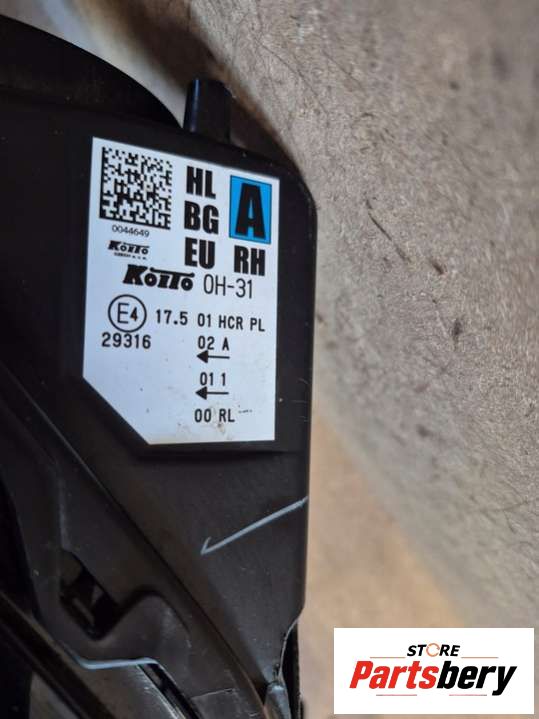 HL
BG A
EU RH
0044649
KOITO
KOITO 0H-31
E4 17.5 01 HCR PL
29316 02 A
01 1
00 RL
STORE
Partsbery